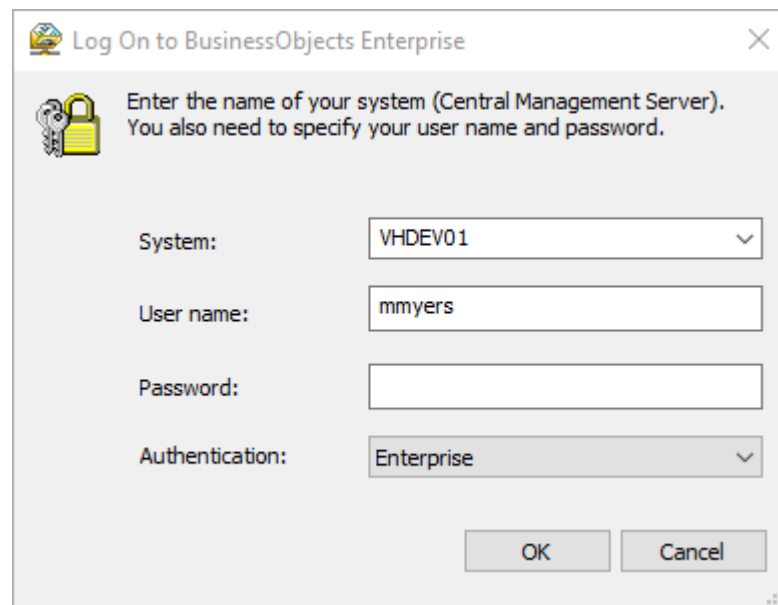 Log On to BusinessObjects Enterprise
Enter the name of your system (Central Management Server).
You also need to specify your user name and password.
System: VHDEV01
User name: mmyers
Password:
Authentication: Enterprise
OK Cancel